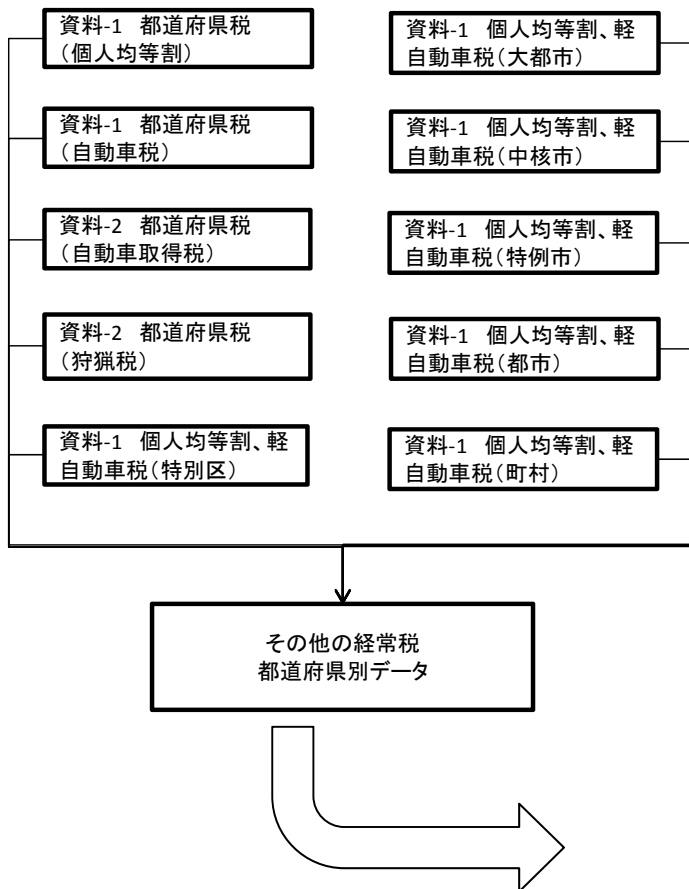 資料-1 都道府県税
（個人均等割）
資料-1 都道府県税
（自動車税）
資料-2 都道府県税
（自動車取得税）
資料-2 都道府県税
（狩猟税）
資料-1 個人均等割、軽
自動車税（特別区）
資料-1 個人均等割、軽
自動車税（大都市）
資料-1 個人均等割、軽
自動車税（中核市）
資料-1 個人均等割、軽
自動車税（特例市）
資料-1 個人均等割、軽
自動車税（都市）
資料-1 個人均等割、軽
自動車税（町村）
その他の経常税
都道府県別データ